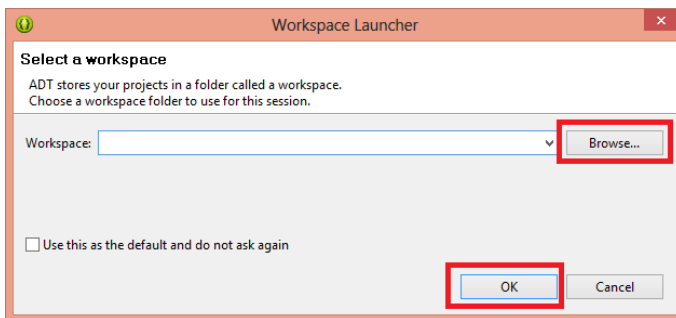 Workspace Launcher
Select a workspace
ADT stores your projects in a folder called a workspace.
Choose a workspace folder to use for this session.
Workspace:
Browse...
Use this as the default and do not ask again
OK
Cancel